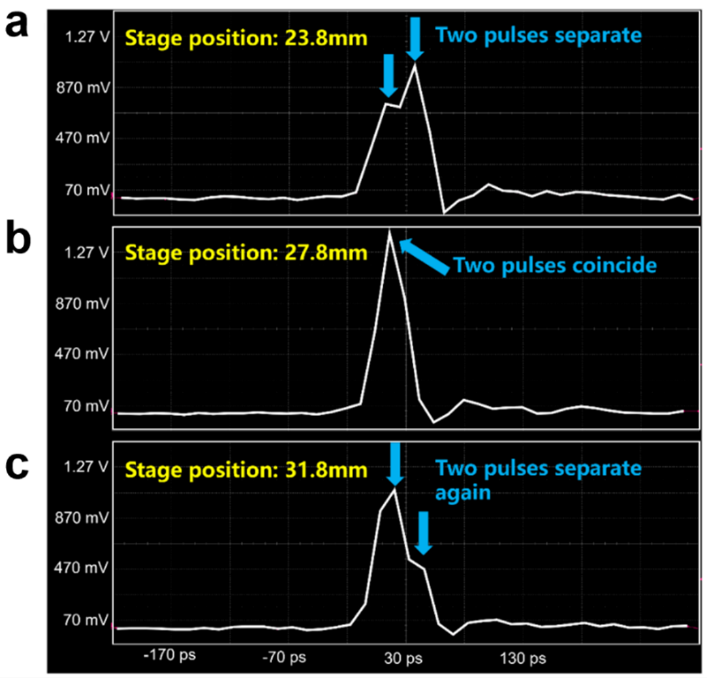 a
Stage position: 23.8mm
Two pulses separate
1.27 V
870 mV
470 mV
70 mV
b
Stage position: 27.8mm
Two pulses coincide
1.27 V
870 mV
470 mV
70 mV
c
Stage position: 31.8mm
Two pulses separate
again
1.27 V
870 mV
470 mV
70 mV
-170 ps
-70 ps
30 ps
130 ps